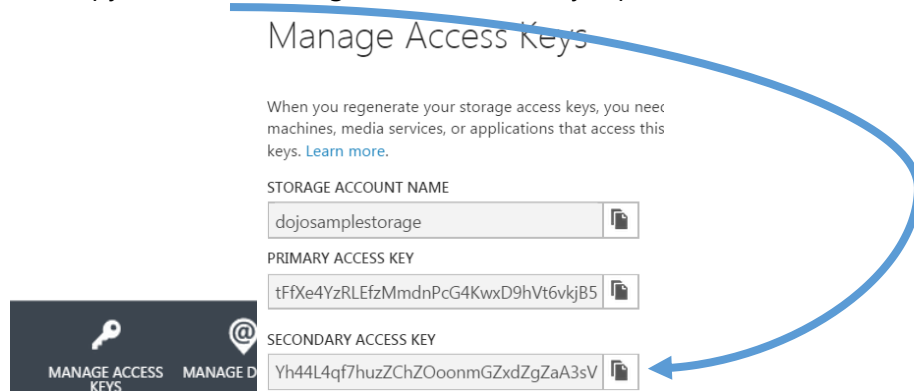 Manage Access Keys
When you regenerate your storage access keys, you need
machines, media services, or applications that access this
keys. Learn more.
STORAGE ACCOUNT NAME
dojosamplestorage
PRIMARY ACCESS KEY
tFfXe4YzRLEfzMmdnPcG4KwxD9hVt6vkjB5
SECONDARY ACCESS KEY
Yh44L4qf7huzZChZOoonmGZxdZgZaA3sV
MANAGE ACCESS
KEYS
MANAGE D